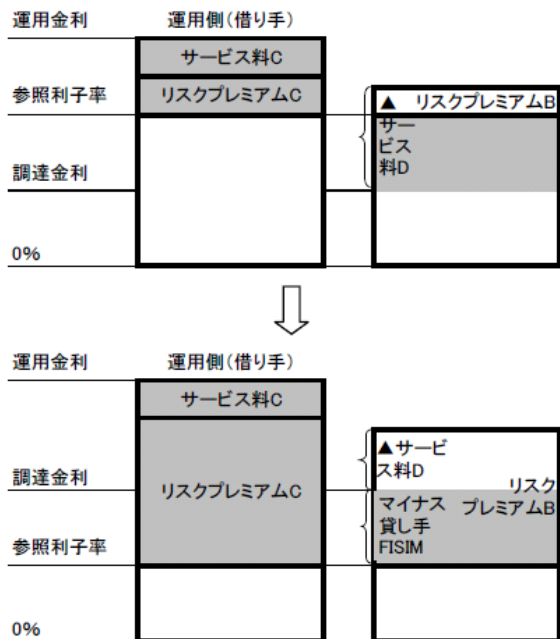 運用金利 運用側(借り手)
サービス料C
参照利子率 リスクプレミアムC ▲ リスクプレミアムB
サー
ビス
料D
調達金利
0%
運用金利 運用側(借り手)
サービス料C
▲サービ
ス料D
調達金利 リスクプレミアムC リスク
マイナス プレミアムB
貸し手
FISIM
参照利子率
0%